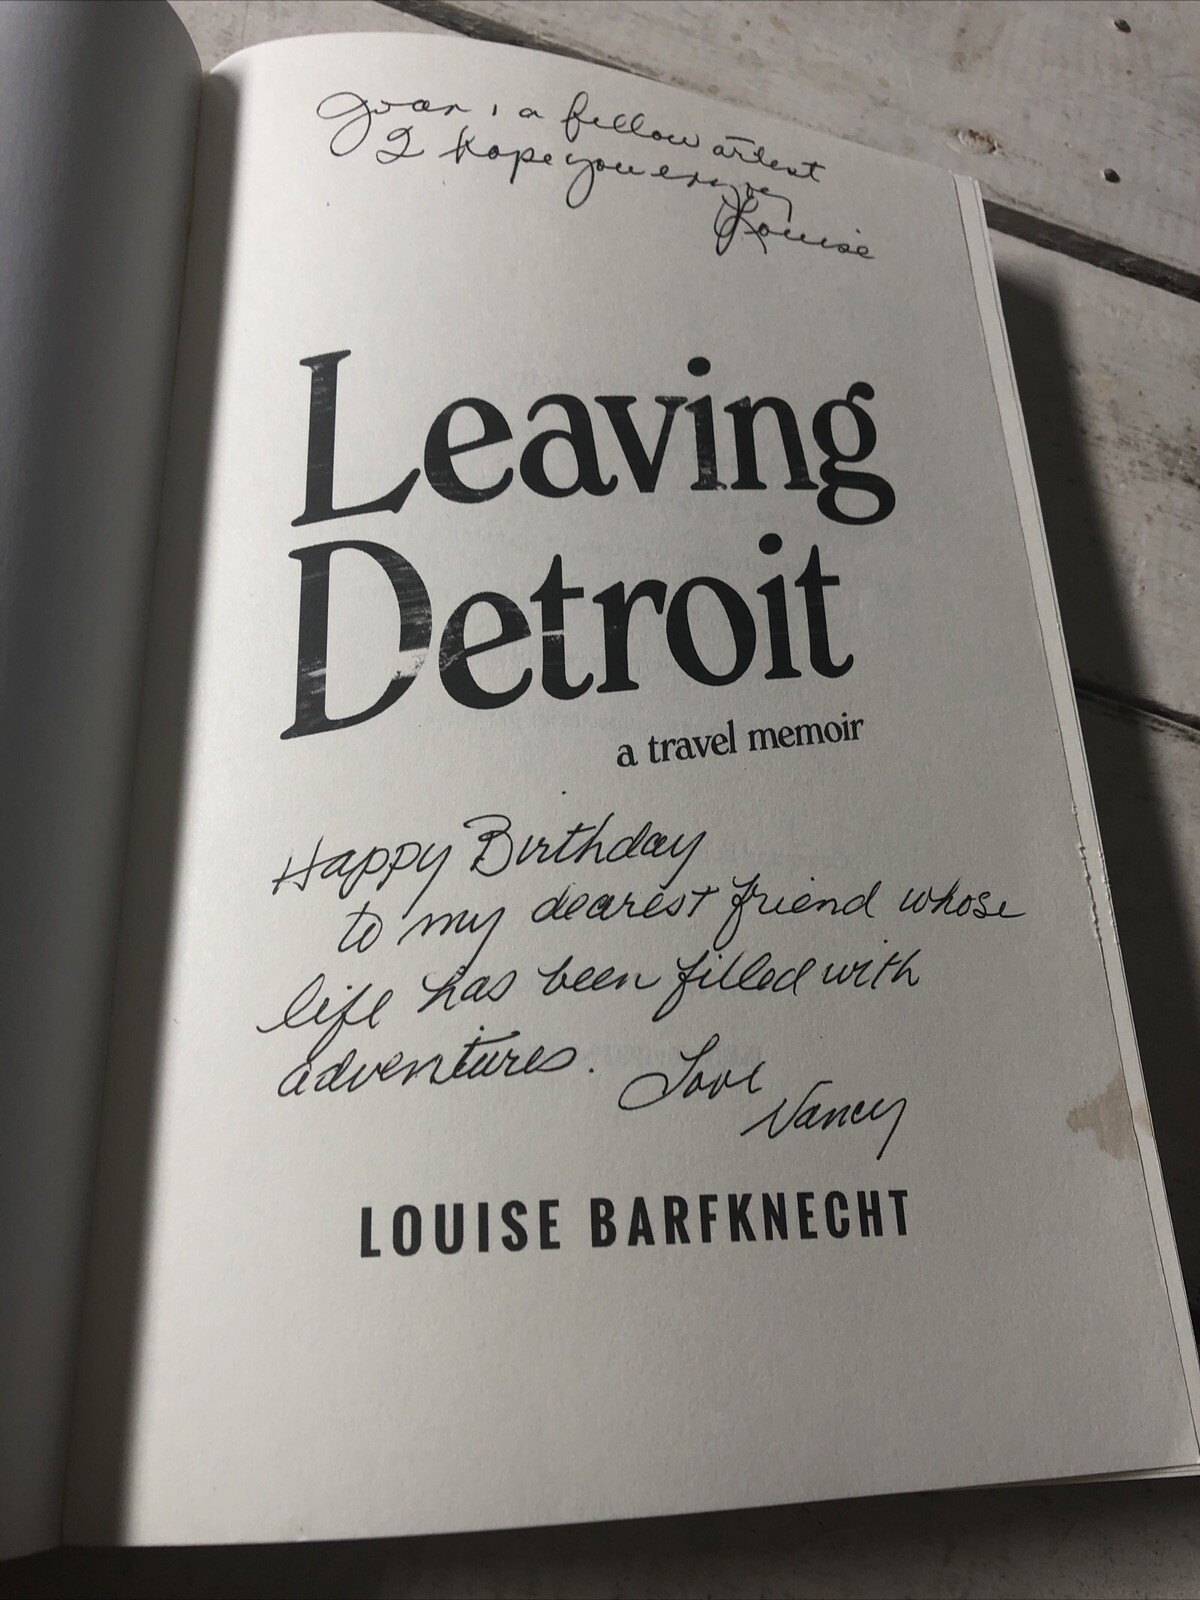 Joan, a fellow artist
I hope you enjoy
Louise
Leaving
Detroit
a travel memoir
Happy Birthday
to my dearest friend whose
life has been filled with
adventures. Love
Nancy
LOUISE BARFKNECHT